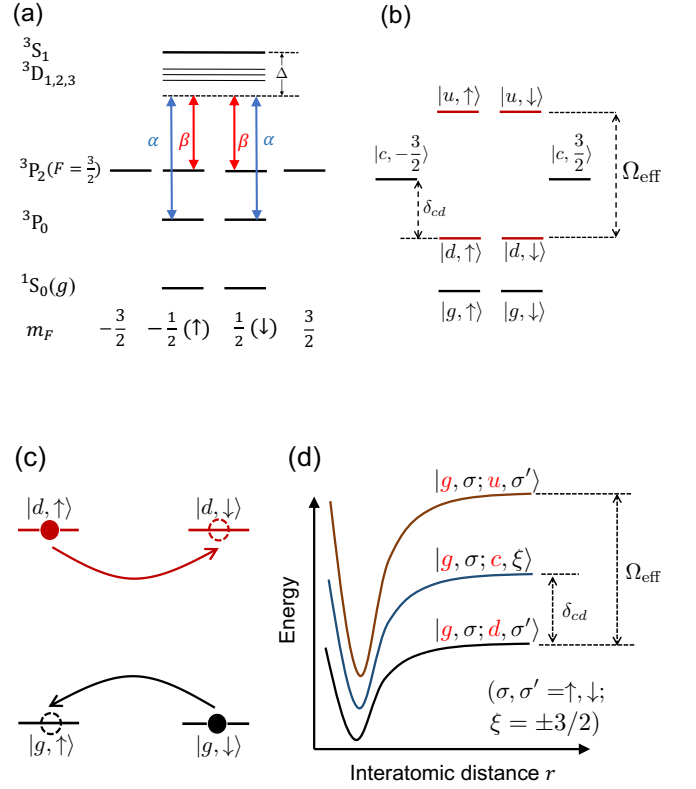 (a)
³S₁
³D₁,₂,₃
Δ
α β β α
³P₂(F = 3/2)
³P₀
¹S₀(g)
m_F −3/2 −1/2 (↑) 1/2 (↓) 3/2
(b)
|u,↑⟩ |u,↓⟩
|c,−3/2⟩ |c,3/2⟩
Ω_eff
δ_cd
|d,↑⟩ |d,↓⟩
|g,↑⟩ |g,↓⟩
(c)
|d,↑⟩ |d,↓⟩
|g,↑⟩ |g,↓⟩
(d)
|g,σ;u,σ′⟩
|g,σ;c,ξ⟩
Ω_eff
δ_cd
|g,σ;d,σ′⟩
(σ,σ′ =↑,↓;
ξ = ±3/2)
Energy
Interatomic distance r